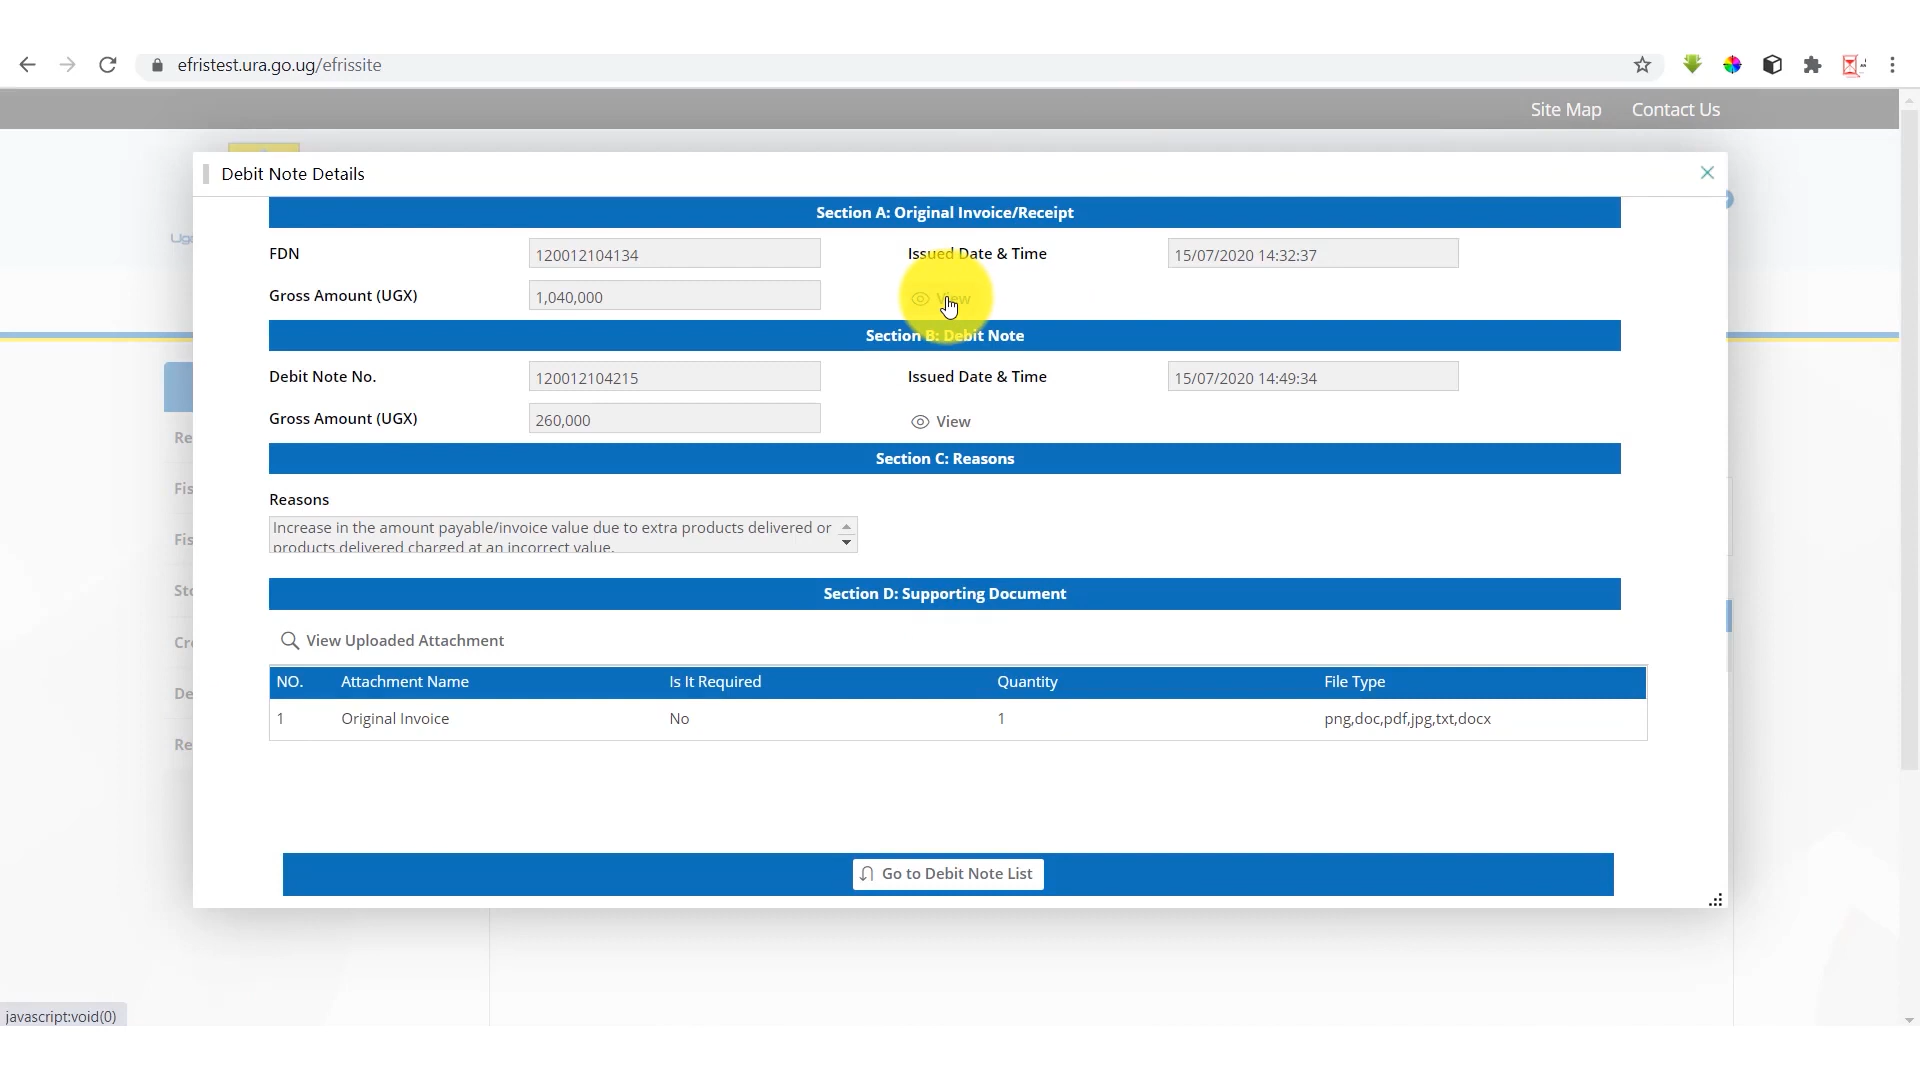 efristest.ura.go.ug/efrissite
Site Map Contact Us
Debit Note Details
Section A: Original Invoice/Receipt
FDN 120012104134 Issued Date & Time 15/07/2020 14:32:37
Gross Amount (UGX) 1,040,000 View
Section B: Debit Note
Debit Note No. 120012104215 Issued Date & Time 15/07/2020 14:49:34
Gross Amount (UGX) 260,000 View
Section C: Reasons
Reasons
Increase in the amount payable/invoice value due to extra products delivered or
products delivered charged at an incorrect value.
Section D: Supporting Document
View Uploaded Attachment
NO. Attachment Name Is It Required Quantity File Type
1 Original Invoice No 1 png,doc,pdf,jpg,txt,docx
Go to Debit Note List
javascript:void(0)